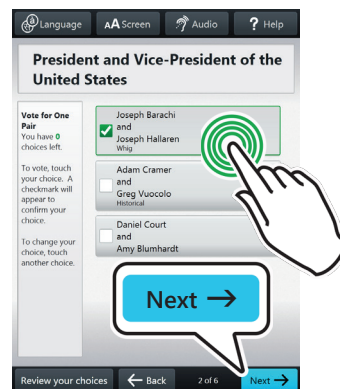 Language
AA Screen
Audio
? Help
President and Vice-President of the
United States
Vote for One
Pair
You have 0
choices left.
To vote, touch
your choice. A
checkmark will
appear to
confirm your
choice.
To change your
choice, touch
another choice.
Joseph Barachi
and
Joseph Hallaren
Whig
Adam Cramer
and
Greg Vuocolo
Historical
Daniel Court
and
Amy Blumhardt
Next →
Review your choices
← Back
2 of 6
Next →